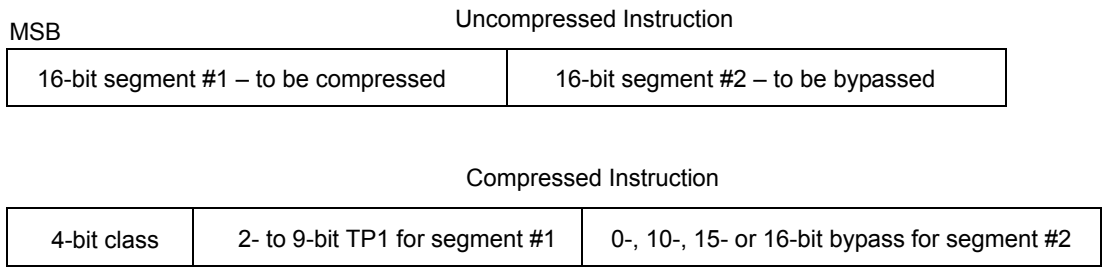 Uncompressed Instruction
MSB
16-bit segment #1 – to be compressed
16-bit segment #2 – to be bypassed
Compressed Instruction
4-bit class
2- to 9-bit TP1 for segment #1
0-, 10-, 15- or 16-bit bypass for segment #2